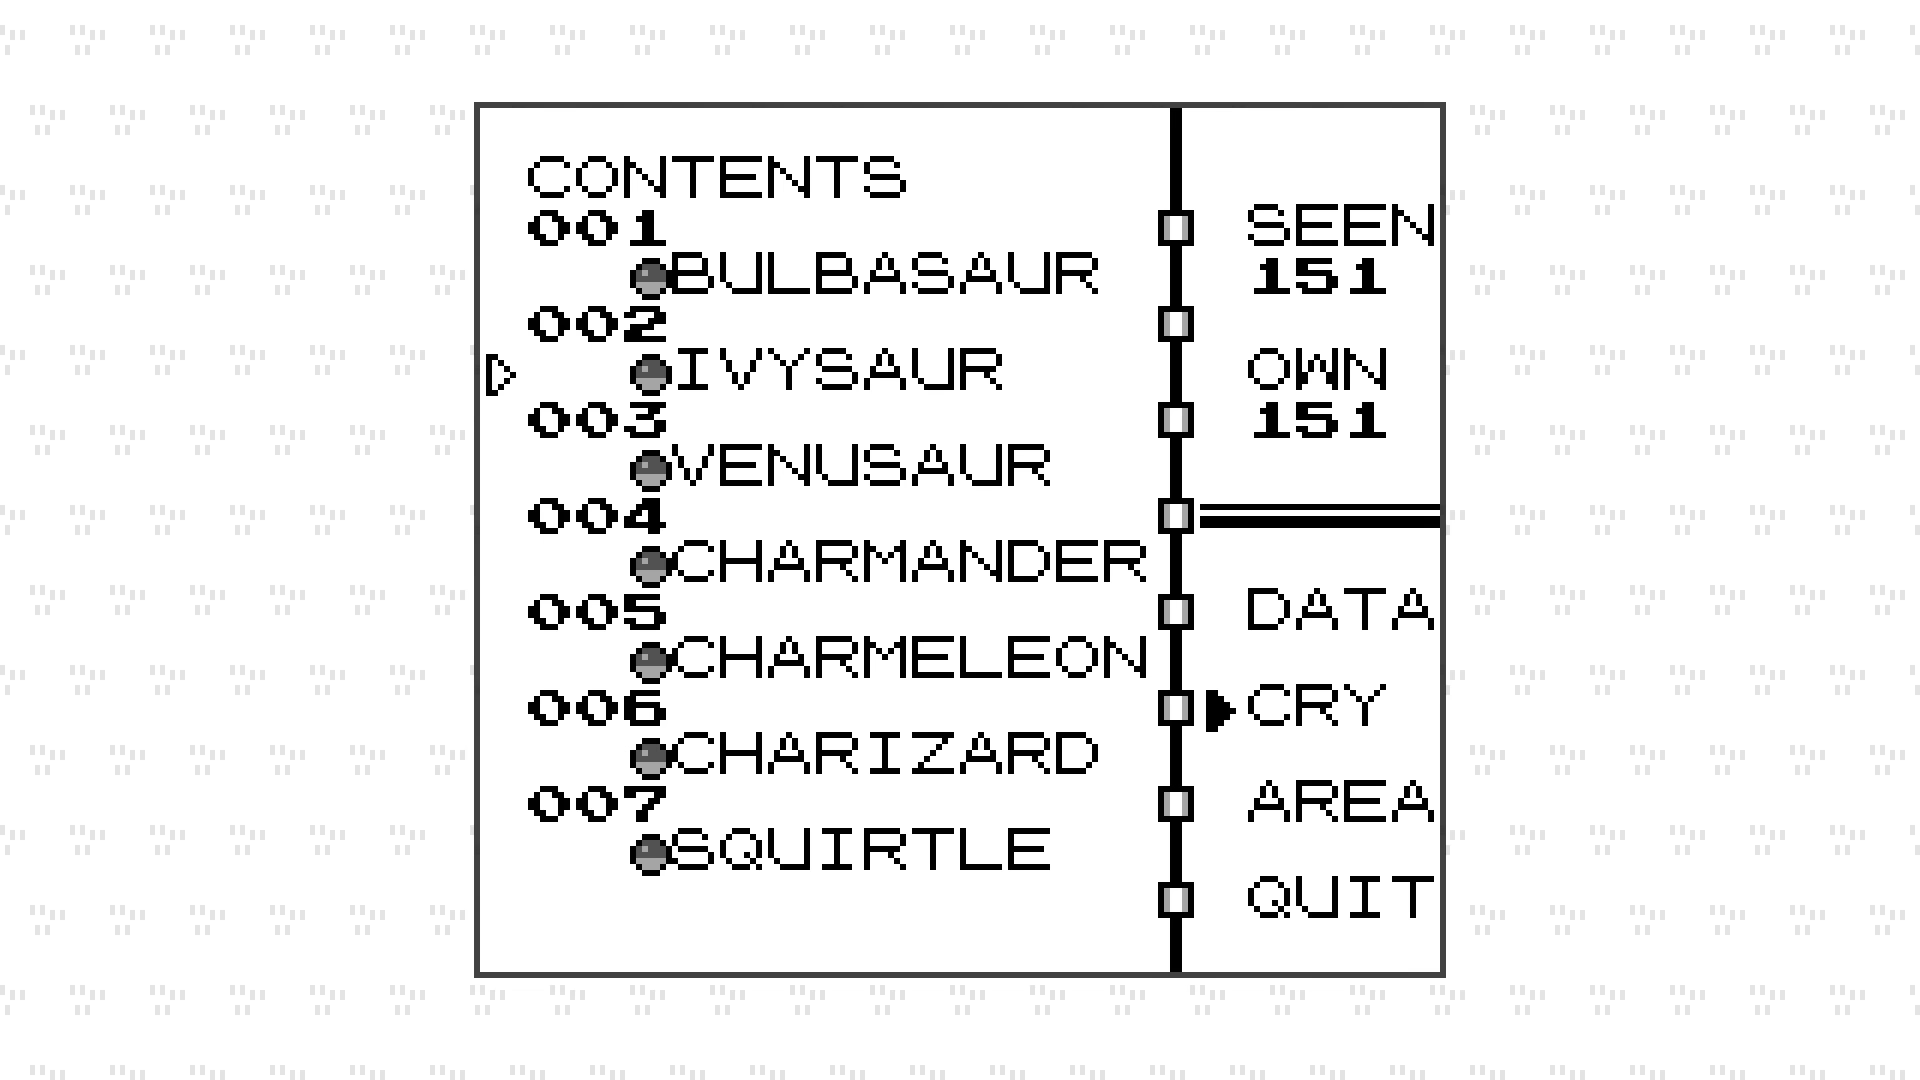 CONTENTS
001
BULBASAUR
002
IVYSAUR
003
VENUSAUR
004
CHARMANDER
005
CHARMELEON
006
CHARIZARD
007
SQUIRTLE
SEEN
151
OWN
151
DATA
CRY
AREA
QUIT